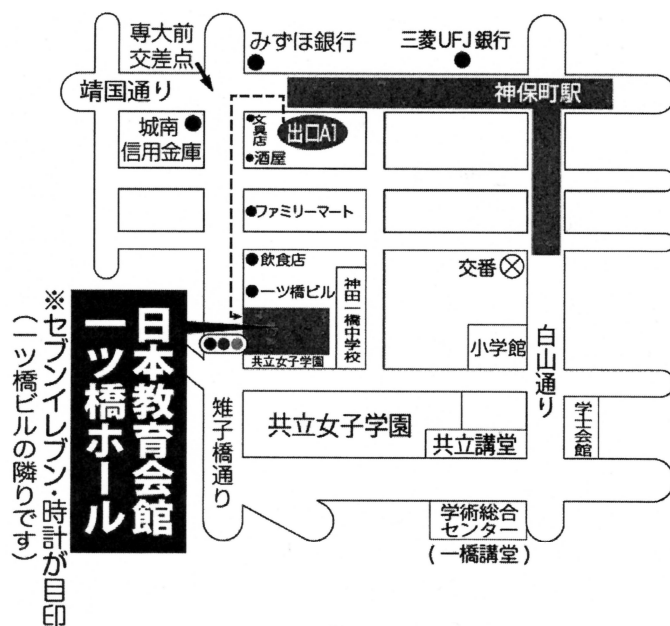 専大前
交差点
みずほ銀行
三菱UFJ銀行
靖国通り
神保町駅
城南
信用金庫
文具店
出口A1
酒屋
ファミリーマート
飲食店
一ツ橋ビル
神田一橋中学校
交番
小学館
白山通り
共立女子学園
雉子橋通り
共立女子学園
共立講堂
学士会館
学術総合
センター
(一橋講堂)
日本教育会館
一ツ橋ホール
※セブンイレブン・時計が目印
(一ツ橋ビルの隣りです)